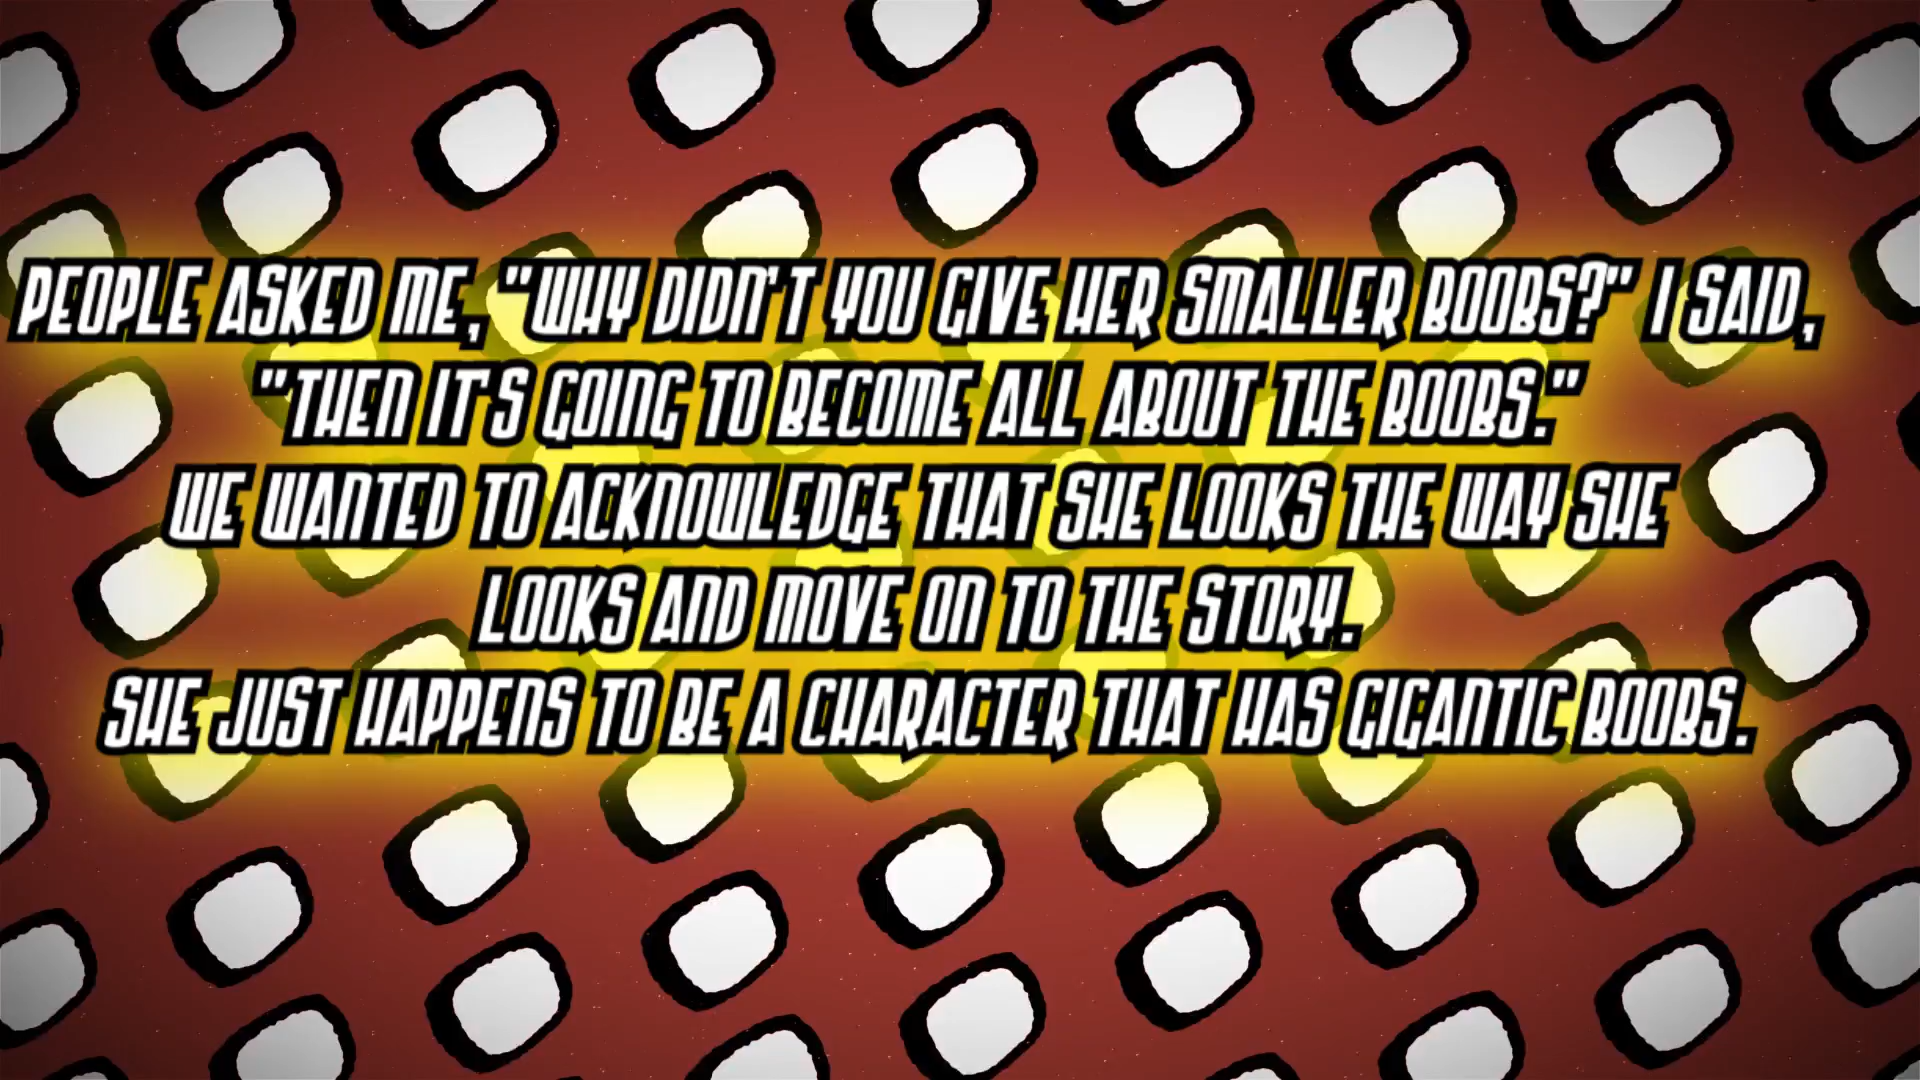 PEOPLE ASKED ME, "WHY DIDN'T YOU GIVE HER SMALLER BOOBS?" I SAID,
"THEN IT'S GOING TO BECOME ALL ABOUT THE BOOBS."
WE WANTED TO ACKNOWLEDGE THAT SHE LOOKS THE WAY SHE
LOOKS AND MOVE ON TO THE STORY.
SHE JUST HAPPENS TO BE A CHARACTER THAT HAS GIGANTIC BOOBS.